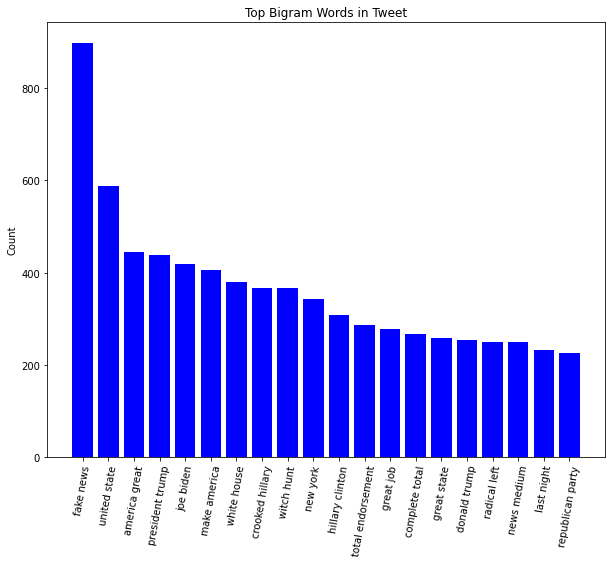 Top Bigram Words in Tweet
Count
800
600
400
200
0
fake news
united state
america great
president trump
joe biden
make america
white house
crooked hillary
witch hunt
new york
hillary clinton
total endorsement
great job
complete total
great state
donald trump
radical left
news medium
last night
republican party